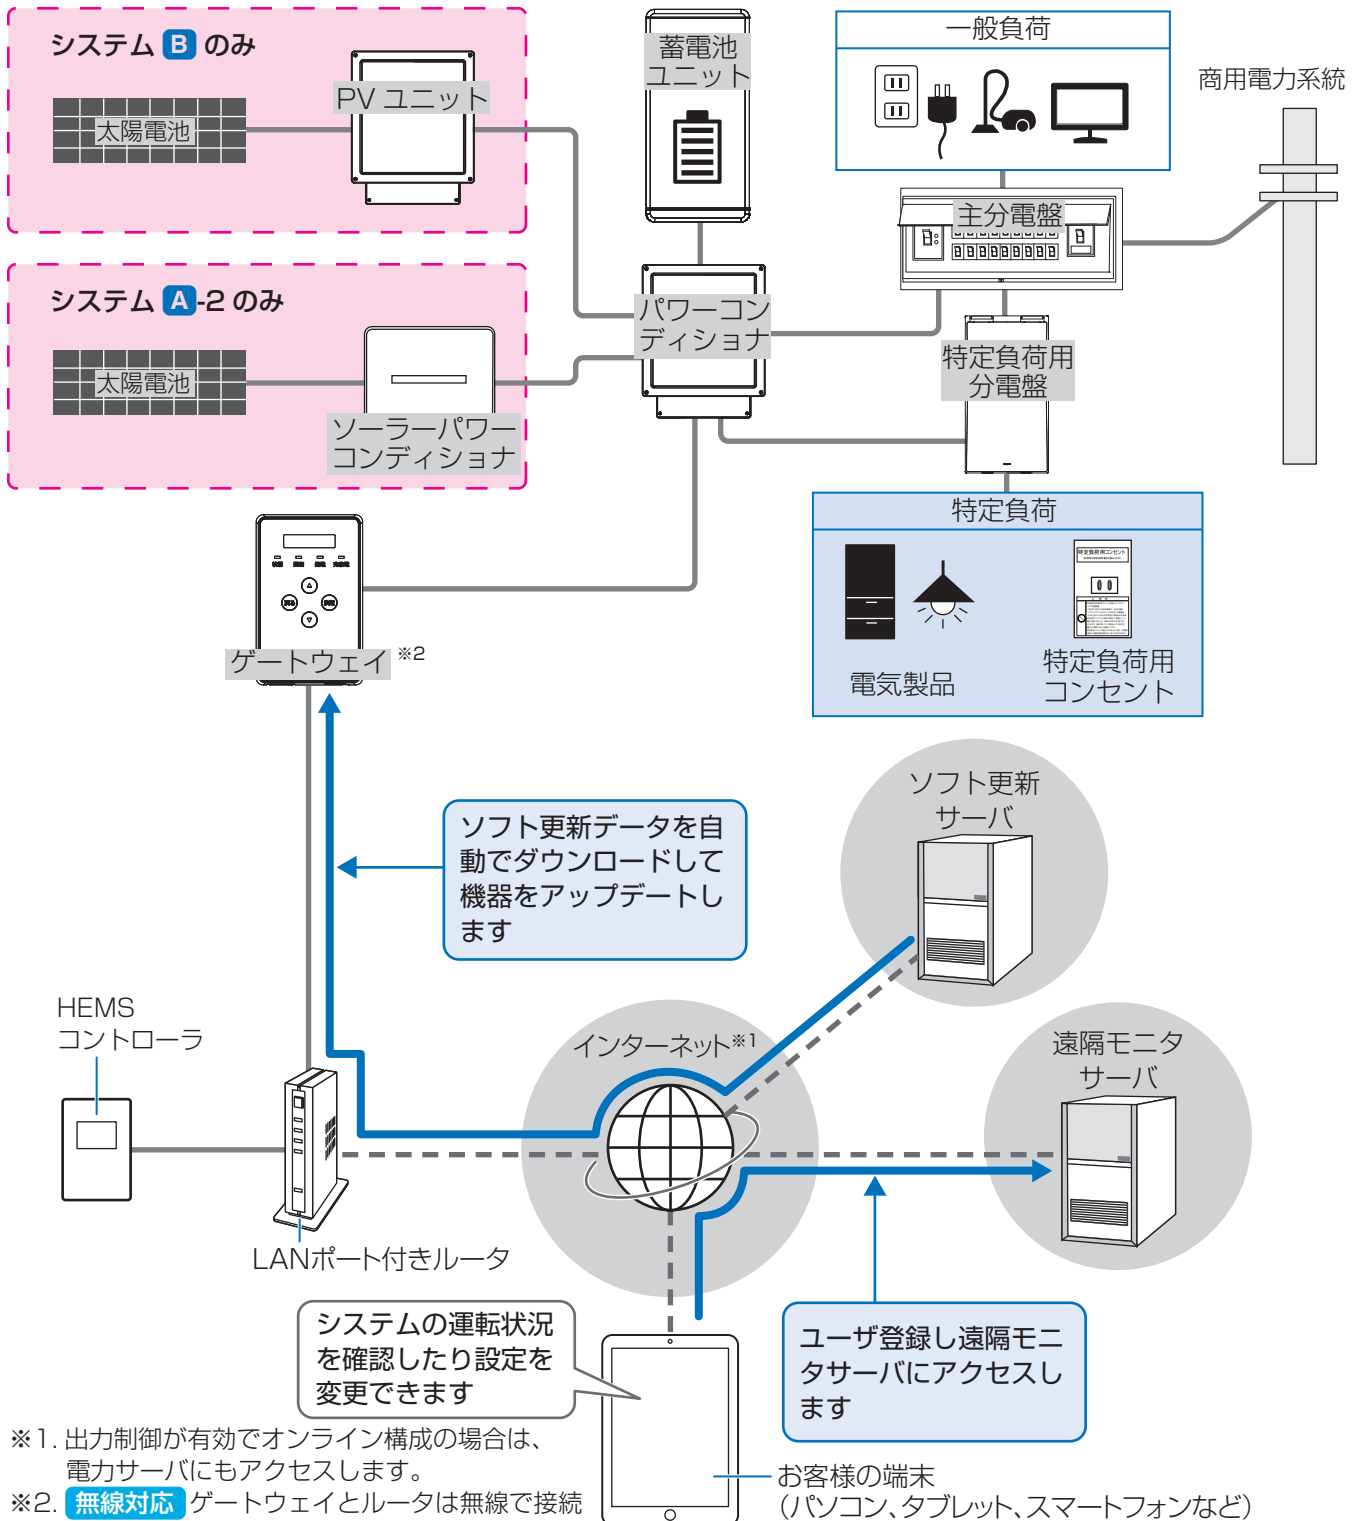 システム B のみ
太陽電池
PV ユニット
蓄電池
ユニット
一般負荷
商用電力系統
主分電盤
システム A-2 のみ
太陽電池
ソーラーパワー
コンディショナ
パワーコン
ディショナ
特定負荷用
分電盤
特定負荷
特定負荷用コンセント
電気製品
特定負荷用
コンセント
ゲートウェイ ※2
ソフト更新データを自
動でダウンロードして
機器をアップデートし
ます
ソフト更新
サーバ
HEMS
コントローラ
インターネット※1
遠隔モニタ
サーバ
LANポート付きルータ
システムの運転状況
を確認したり設定を
変更できます
ユーザ登録し遠隔モニ
タサーバにアクセスし
ます
お客様の端末
(パソコン、タブレット、スマートフォンなど)
※1. 出力制御が有効でオンライン構成の場合は、
電力サーバにもアクセスします。
※2. 無線対応 ゲートウェイとルータは無線で接続